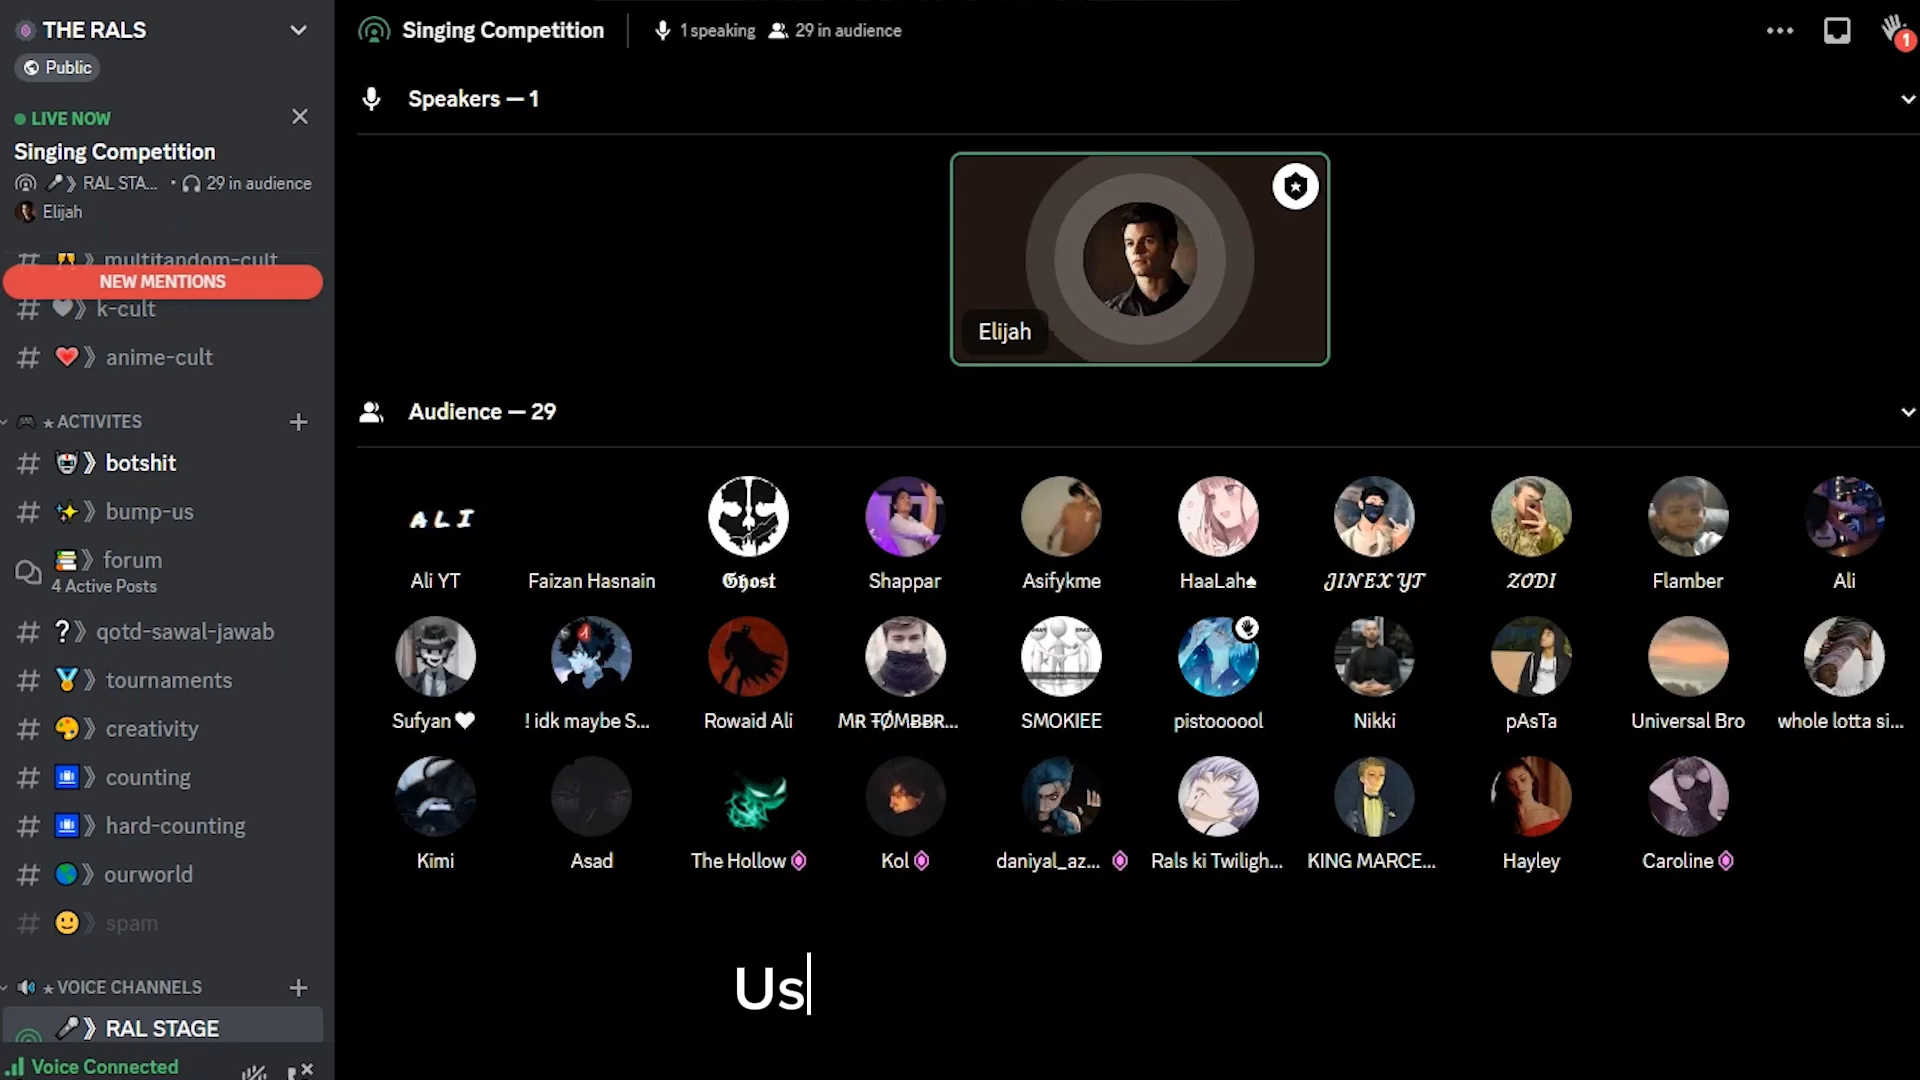 THE RALS
Public
LIVE NOW
Singing Competition
RAL STA... • 29 in audience
Elijah
multifandom-cult
NEW MENTIONS
k-cult
anime-cult
ACTIVITES
botshit
bump-us
forum
4 Active Posts
qotd-sawal-jawab
tournaments
creativity
counting
hard-counting
ourworld
spam
VOICE CHANNELS
RAL STAGE
Voice Connected
Singing Competition
1 speaking 29 in audience
1
Speakers — 1
Elijah
Audience — 29
ALI
Ali YT Faizan Hasnain 𝕲𝖍𝖔𝖘𝖙 Shappar Asifykme HaaLah♠ 𝓙𝓘𝓝𝓔𝓧 𝓨𝓣 𝓩𝓞𝓓𝓘 Flamber Ali
Sufyan ! idk maybe S... Rowaid Ali SMOKIEE pistoooool Nikki pAsTa Universal Bro whole lotta si...
Kimi Asad The Hollow Kol daniyal_az... Rals ki Twiligh... KING MARCE... Hayley Caroline
Us